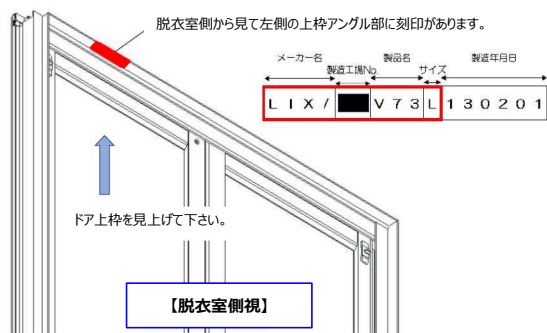 脱衣室側から見て左側の上枠アングル部に刻印があります。
メーカー名 製造工場No. 製品名 サイズ 製造年月日
LIX/ V73 L 130201
ドア上枠を見上げて下さい。
【脱衣室側視】